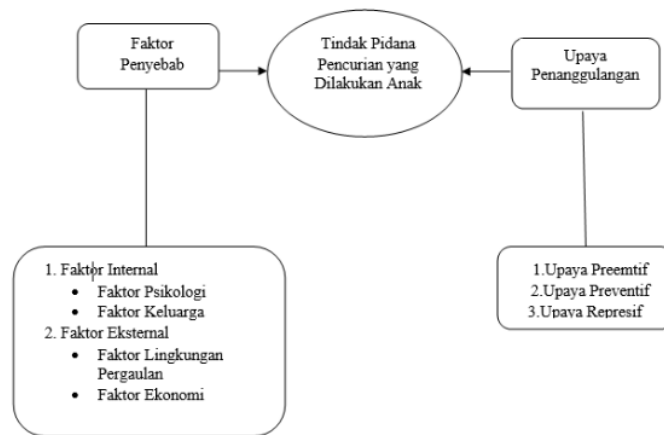 Faktor
Penyebab
Tindak Pidana
Pencurian yang
Dilakukan Anak
Upaya
Penanggulangan
1. Faktor Internal
• Faktor Psikologi
• Faktor Keluarga
2. Faktor Eksternal
• Faktor Lingkungan
Pergaulan
• Faktor Ekonomi
1.Upaya Preemtif
2.Upaya Preventif
3.Upaya Represif